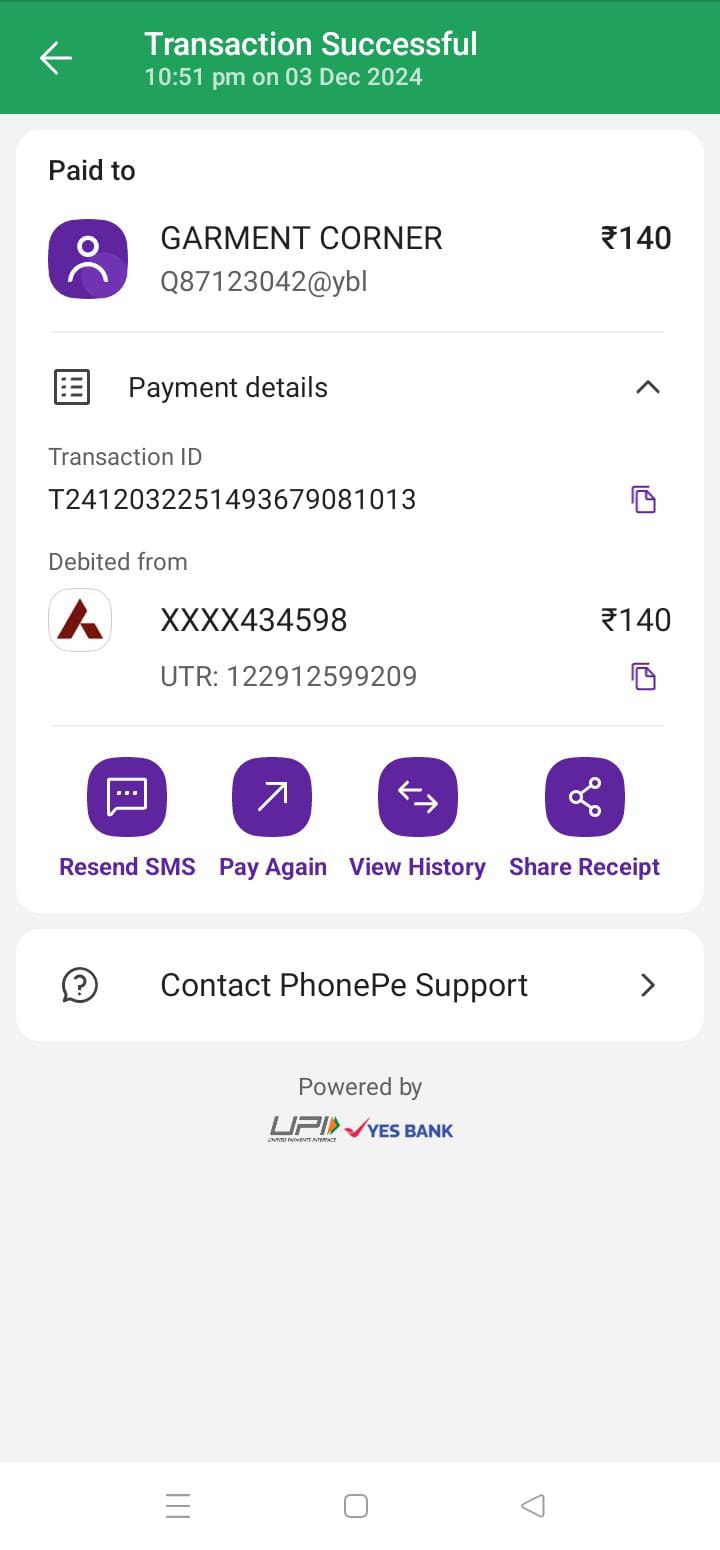 Transaction Successful
10:51 pm on 03 Dec 2024
Paid to
GARMENT CORNER ₹140
Q87123042@ybl
Payment details
Transaction ID
T2412032251493679081013
Debited from
XXXX434598 ₹140
UTR: 122912599209
Resend SMS Pay Again View History Share Receipt
Contact PhonePe Support
Powered by
UPI YES BANK
UNIFIED PAYMENTS INTERFACE